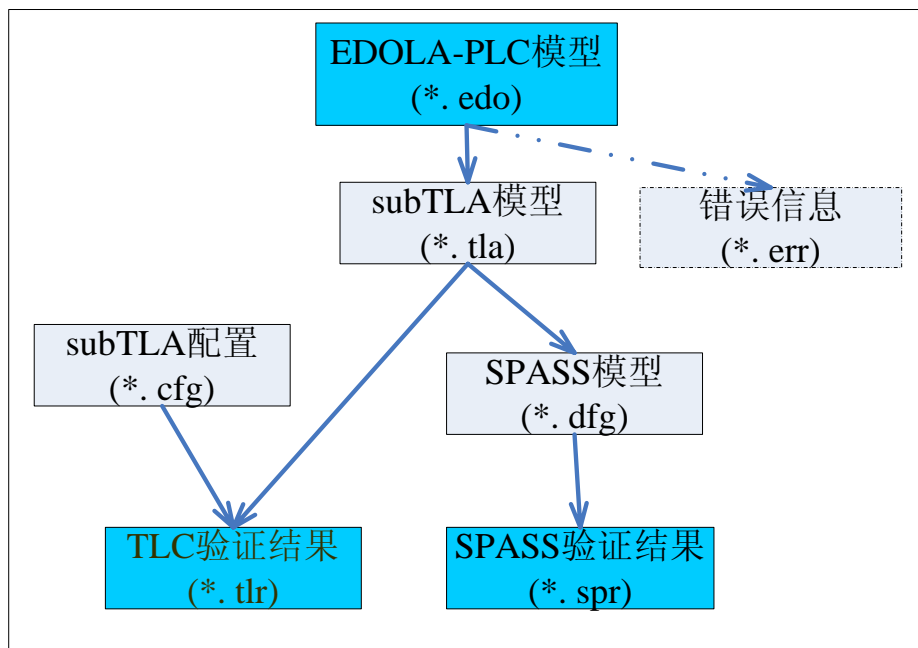 EDOLA-PLC模型
(*. edo)
subTLA模型
(*. tla)
错误信息
(*. err)
subTLA配置
(*. cfg)
SPASS模型
(*. dfg)
TLC验证结果
(*. tlr)
SPASS验证结果
(*. spr)